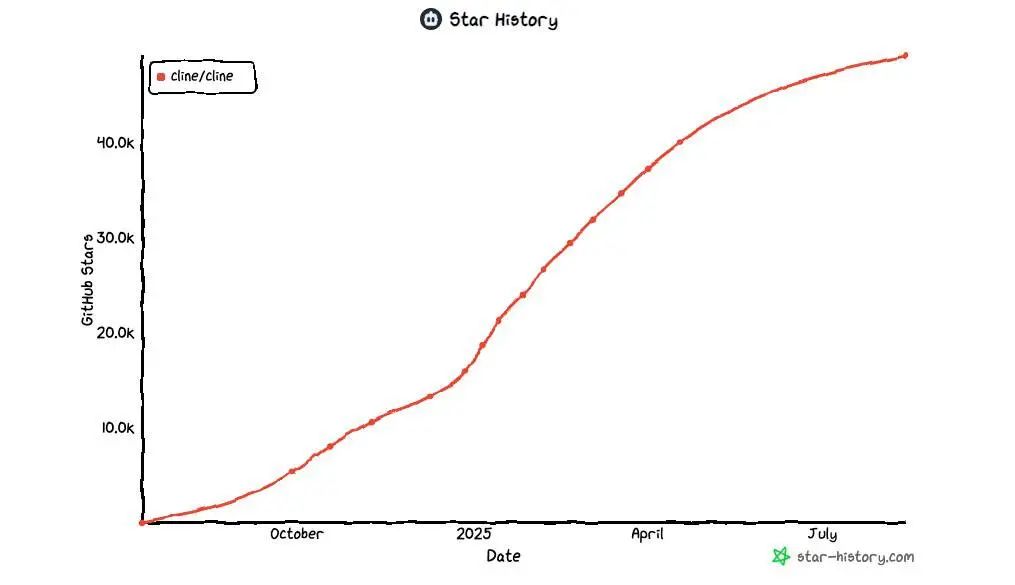 Star History
cline/cline
40.0k
30.0k
20.0k
10.0k
GitHub Stars
October
2025
April
July
Date
star-history.com